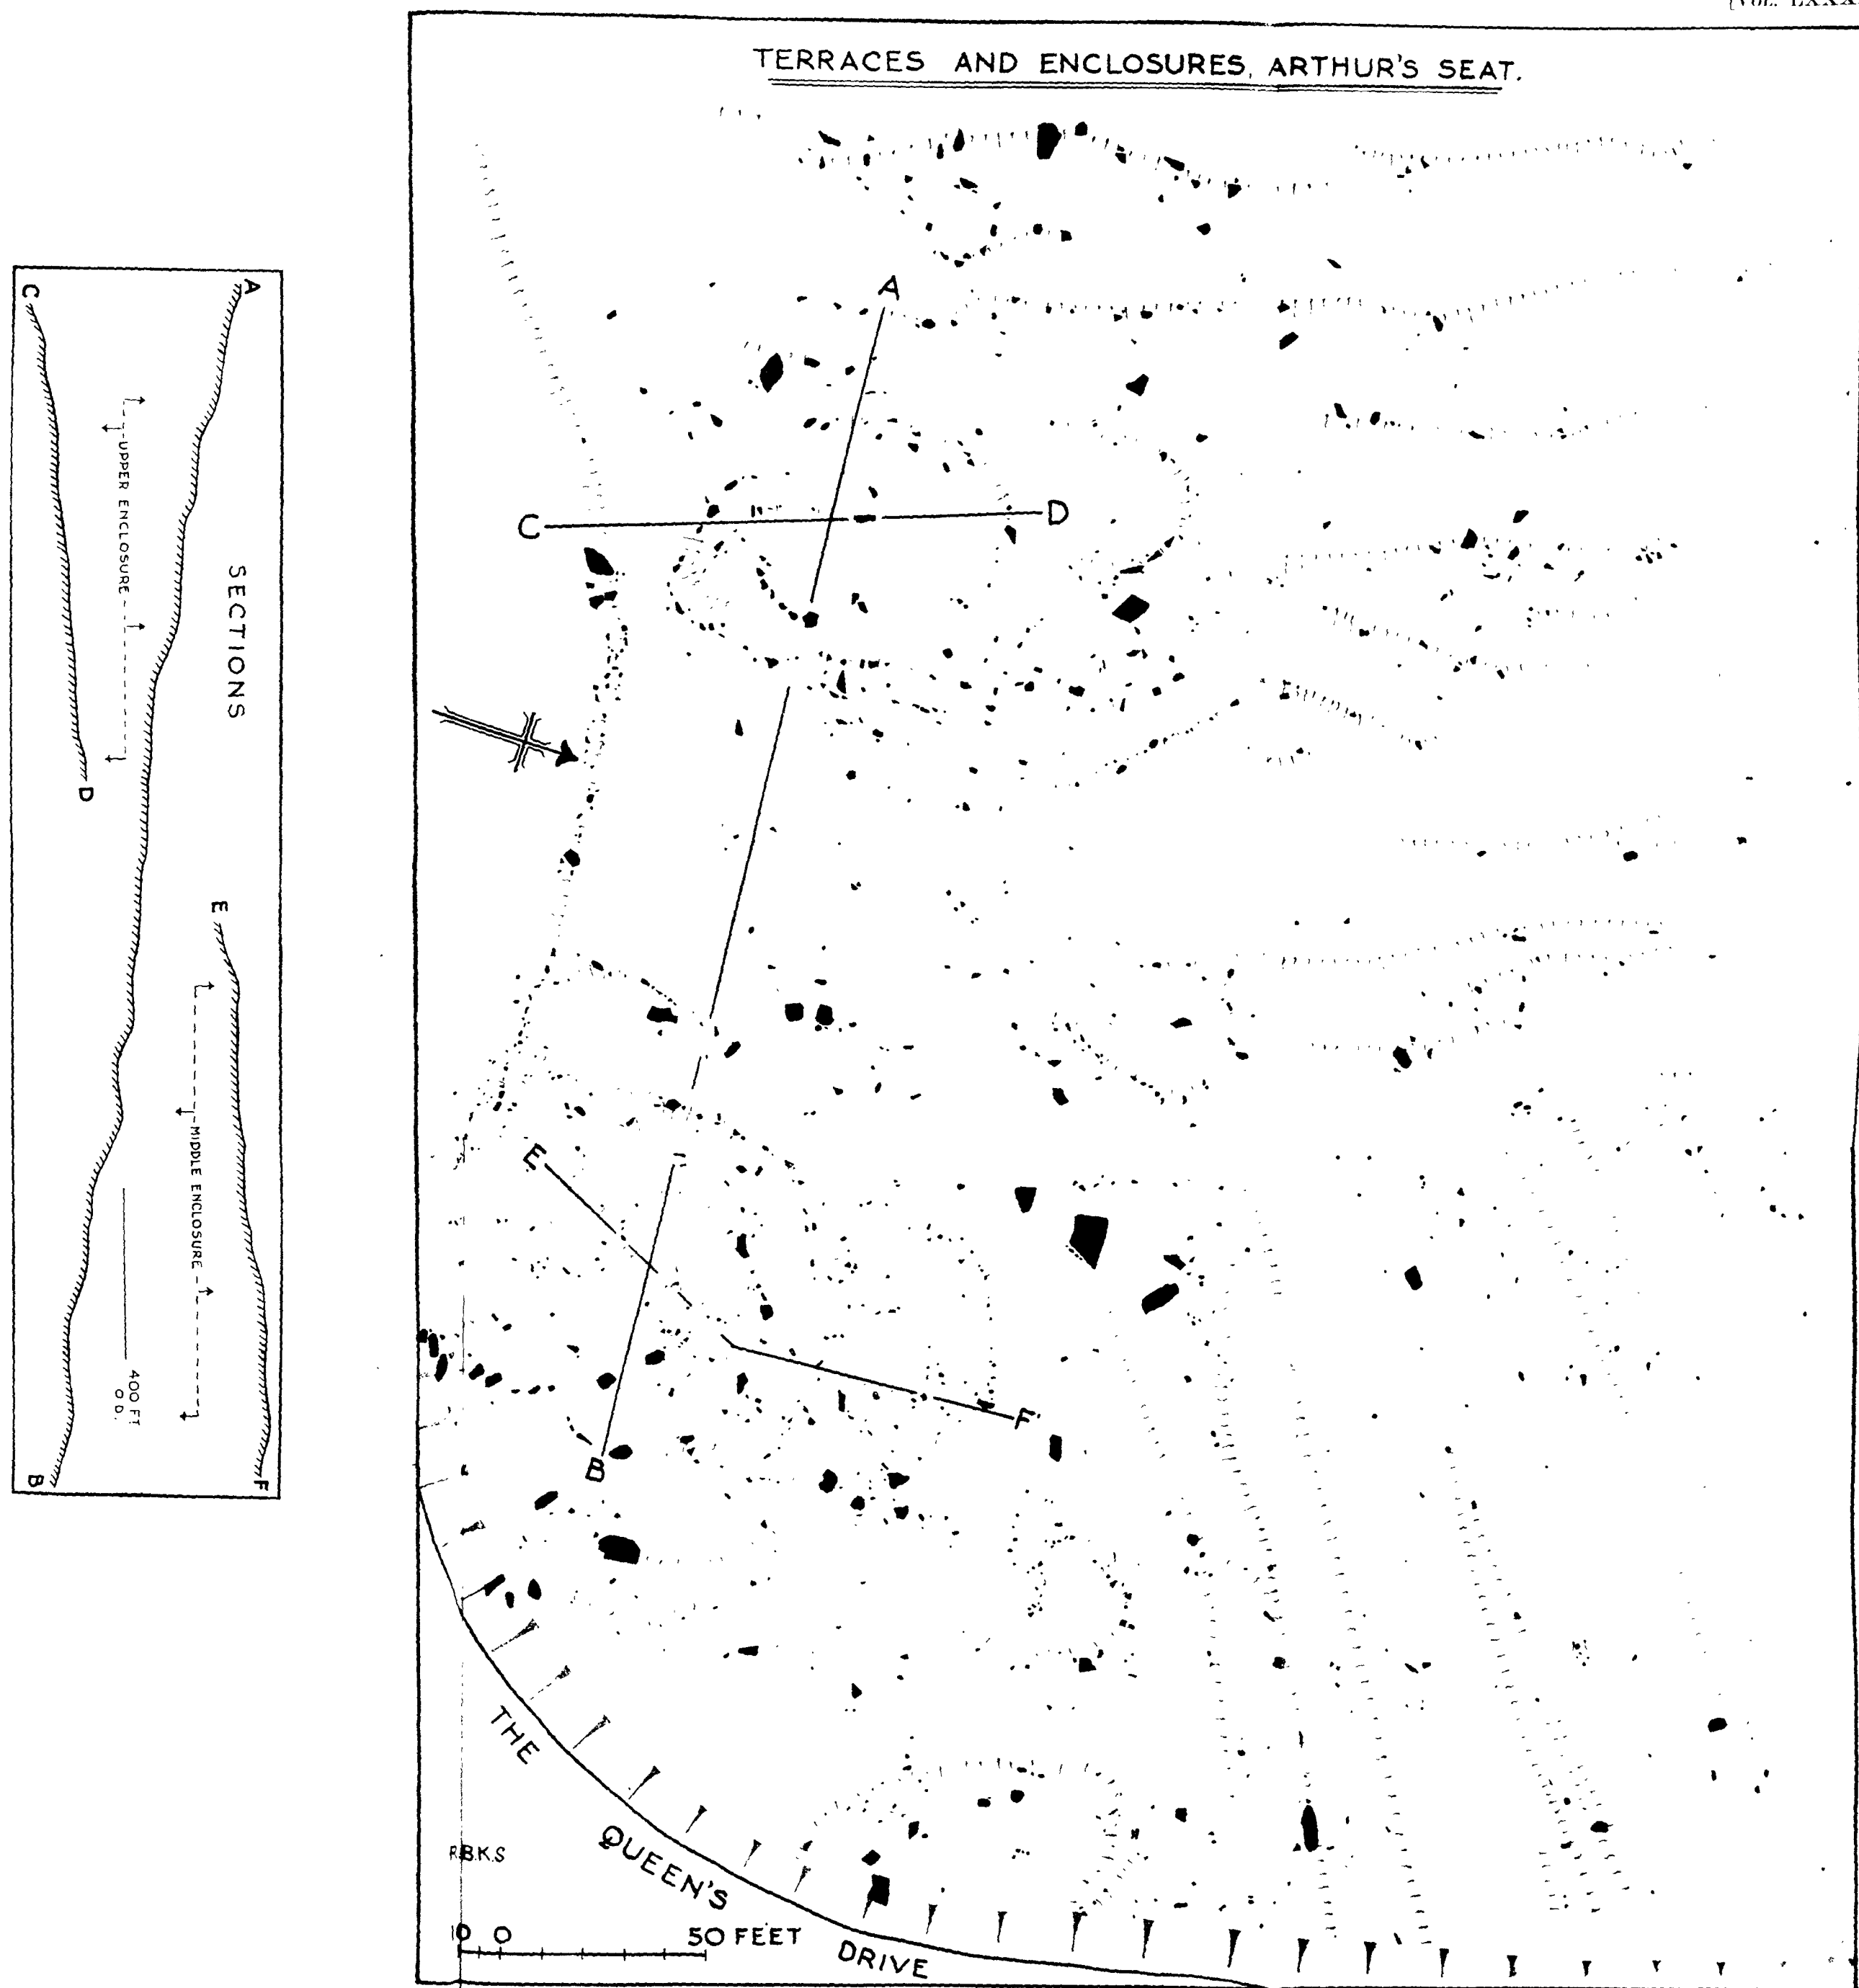 TERRACES AND ENCLOSURES, ARTHUR'S SEAT.
A
C
D
E
F
B
THE
QUEEN'S
DRIVE
R.B.K.S
10 0 50 FEET
SECTIONS
A
C
UPPER ENCLOSURE
D
E
MIDDLE ENCLOSURE
400 FT
O.D.
B
F